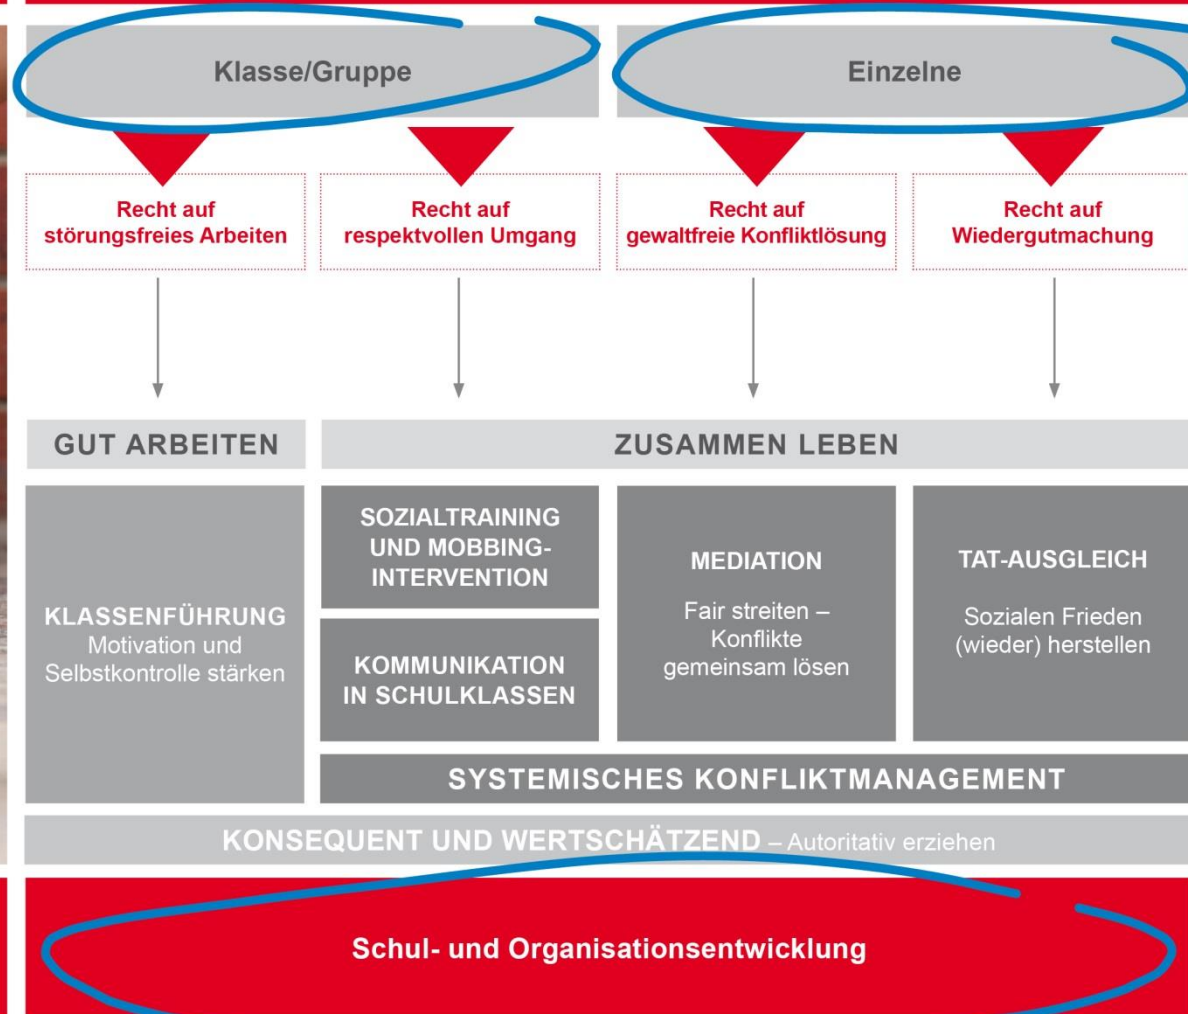 Klasse/Gruppe
Einzelne
Recht auf
störungsfreies Arbeiten
Recht auf
respektvollen Umgang
Recht auf
gewaltfreie Konfliktlösung
Recht auf
Wiedergutmachung
GUT ARBEITEN
ZUSAMMEN LEBEN
KLASSENFÜHRUNG
Motivation und
Selbstkontrolle stärken
SOZIALTRAINING
UND MOBBING-
INTERVENTION
KOMMUNIKATION
IN SCHULKLASSEN
MEDIATION
Fair streiten –
Konflikte
gemeinsam lösen
TAT-AUSGLEICH
Sozialen Frieden
(wieder) herstellen
SYSTEMISCHES KONFLIKTMANAGEMENT
KONSEQUENT UND WERTSCHÄTZEND – Autoritativ erziehen
Schul- und Organisationsentwicklung